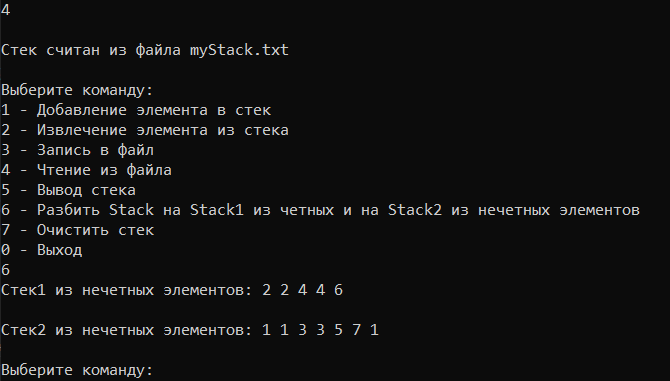 4
Стек считан из файла myStack.txt
Выберите команду:
1 - Добавление элемента в стек
2 - Извлечение элемента из стека
3 - Запись в файл
4 - Чтение из файла
5 - Вывод стека
6 - Разбить Stack на Stack1 из четных и на Stack2 из нечетных элементов
7 - Очистить стек
0 - Выход
6
Стек1 из нечетных элементов: 2 2 4 4 6
Стек2 из нечетных элементов: 1 1 3 3 5 7 1
Выберите команду: